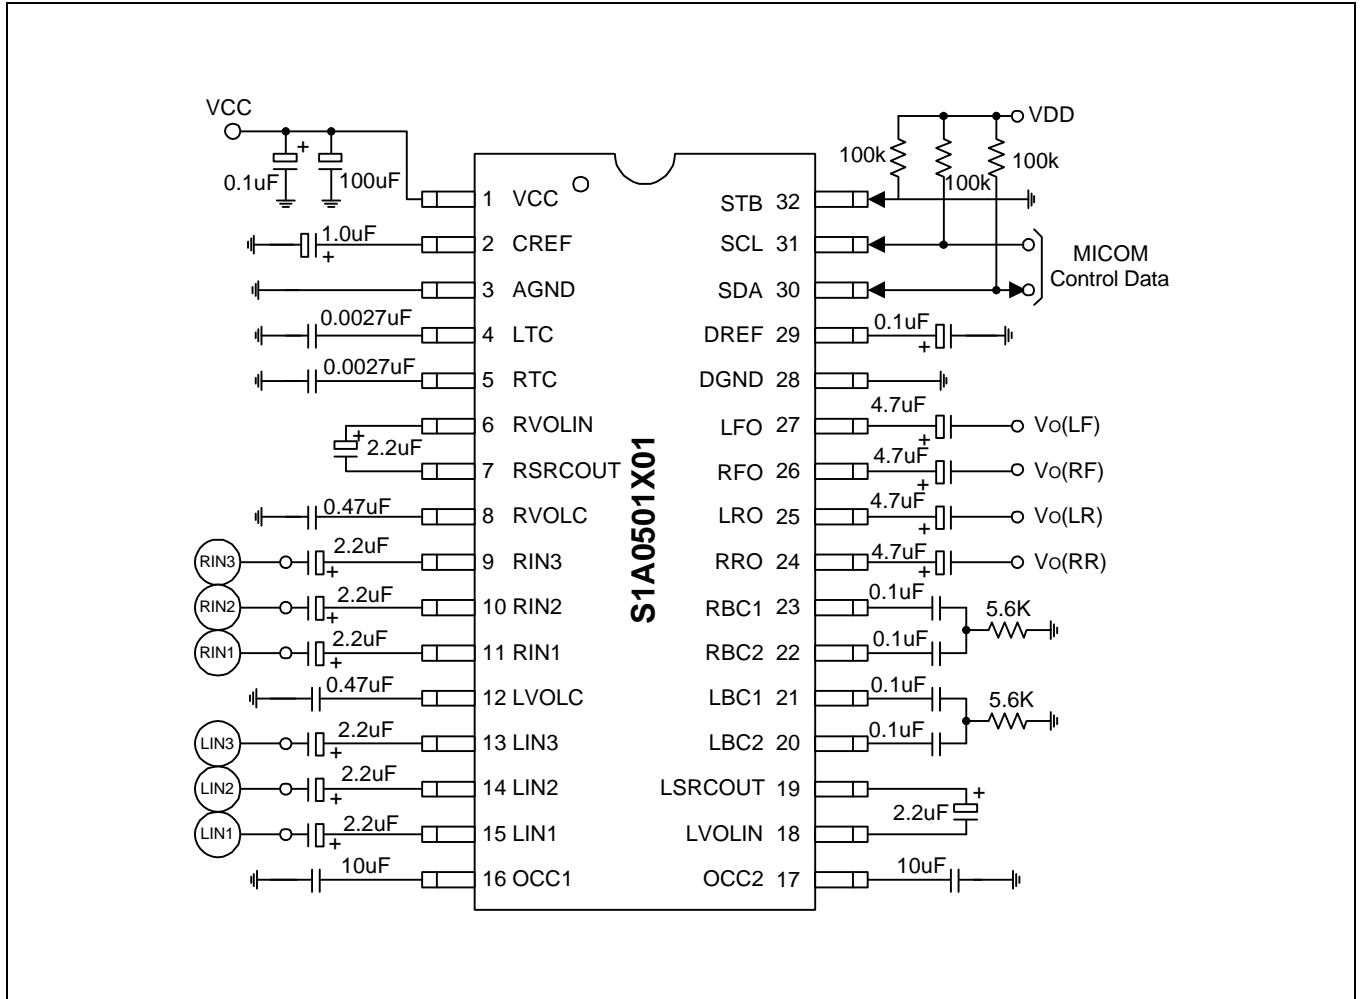 VCC
0.1uF
+
100uF
1 VCC
1.0uF
+
2 CREF
3 AGND
0.0027uF
4 LTC
0.0027uF
5 RTC
6 RVOLIN
+
2.2uF
7 RSRCOUT
0.47uF
8 RVOLC
RIN3
2.2uF
+
9 RIN3
RIN2
2.2uF
+
10 RIN2
RIN1
2.2uF
+
11 RIN1
0.47uF
12 LVOLC
LIN3
2.2uF
+
13 LIN3
LIN2
2.2uF
+
14 LIN2
LIN1
2.2uF
+
15 LIN1
10uF
16 OCC1
S1A0501X01
VDD
100k
100k
100k
STB 32
SCL 31
MICOM
Control Data
SDA 30
DREF 29
0.1uF
+
DGND 28
LFO 27
4.7uF
+
Vo(LF)
RFO 26
4.7uF
+
Vo(RF)
LRO 25
4.7uF
+
Vo(LR)
RRO 24
4.7uF
+
Vo(RR)
RBC1 23
0.1uF
5.6K
RBC2 22
0.1uF
LBC1 21
0.1uF
5.6K
LBC2 20
0.1uF
LSRCOUT 19
+
2.2uF
LVOLIN 18
OCC2 17
10uF